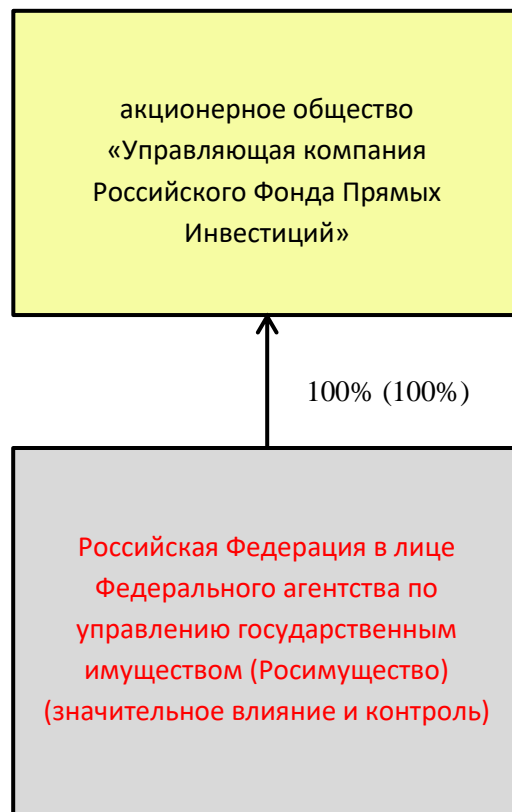 акционерное общество
«Управляющая компания
Российского Фонда Прямых
Инвестиций»
100% (100%)
Российская Федерация в лице
Федерального агентства по
управлению государственным
имуществом (Росимущество)
(значительное влияние и контроль)